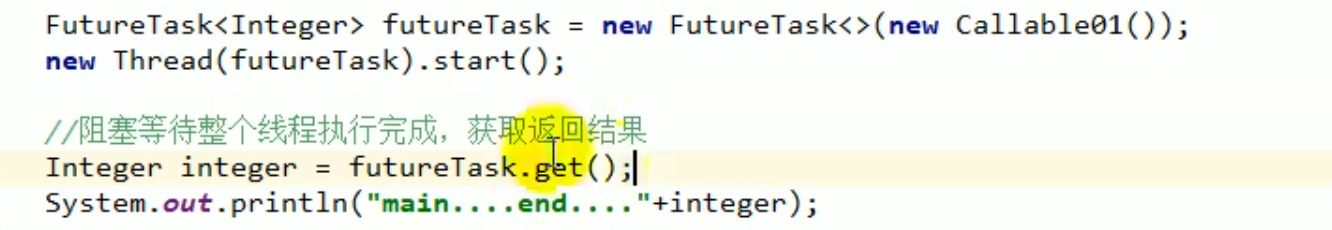 FutureTask<Integer> futureTask = new FutureTask<>(new Callable01());
new Thread(futureTask).start();
//阻塞等待整个线程执行完成，获取返回结果
Integer integer = futureTask.get();
System.out.println("main....end...."+integer);